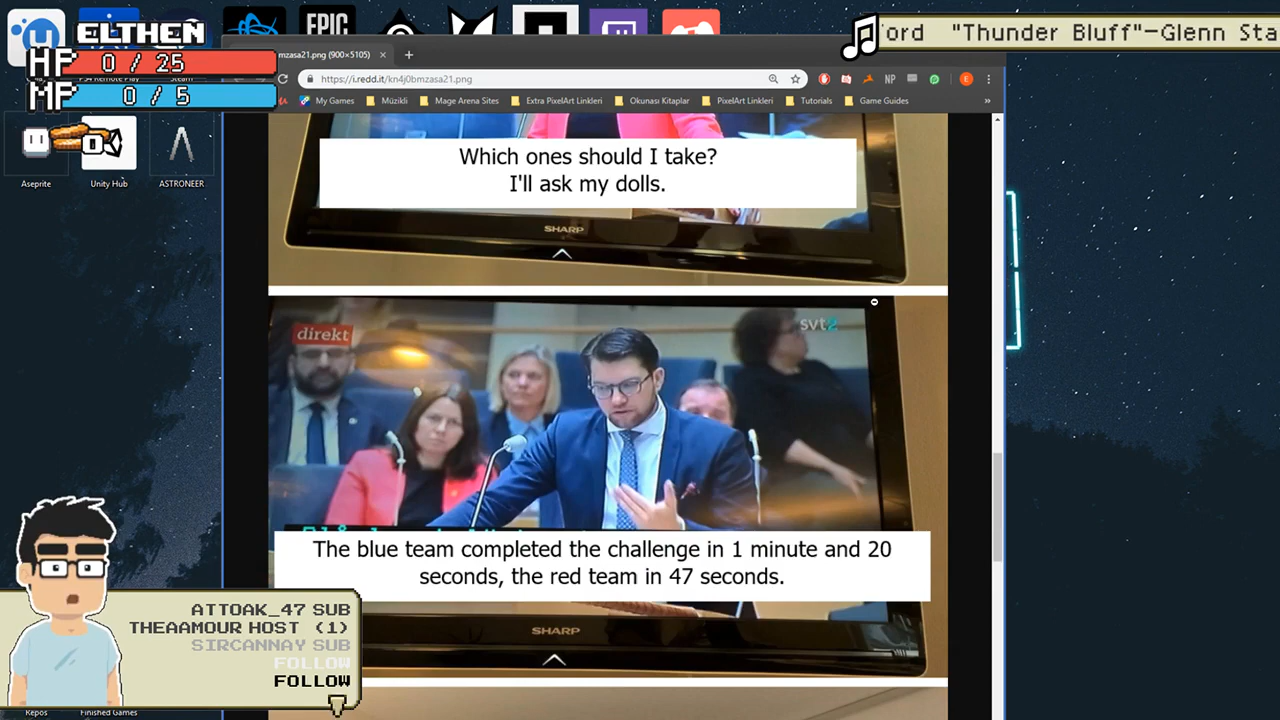 ELTHEN
HP 0 / 25
MP 0 / 5
EPIC
ford "Thunder Bluff"-Glenn Sta
mzasa21.png (900×5105)
https://i.redd.it/kn4j0bmzasa21.png
NP
E
My Games
Müzikli
Mage Arena Sites
Extra PixelArt Linkleri
Okunası Kitaplar
PixelArt Linkleri
Tutorials
Game Guides
»
Aseprite
Unity Hub
ASTRONEER
Which ones should I take?
I'll ask my dolls.
SHARP
direkt
svt2
The blue team completed the challenge in 1 minute and 20
seconds, the red team in 47 seconds.
SHARP
ATTOAK_47 SUB
THEAAMOUR HOST (1)
SIRCANNAY SUB
FOLLOW
FOLLOW
Repos
Finished Games